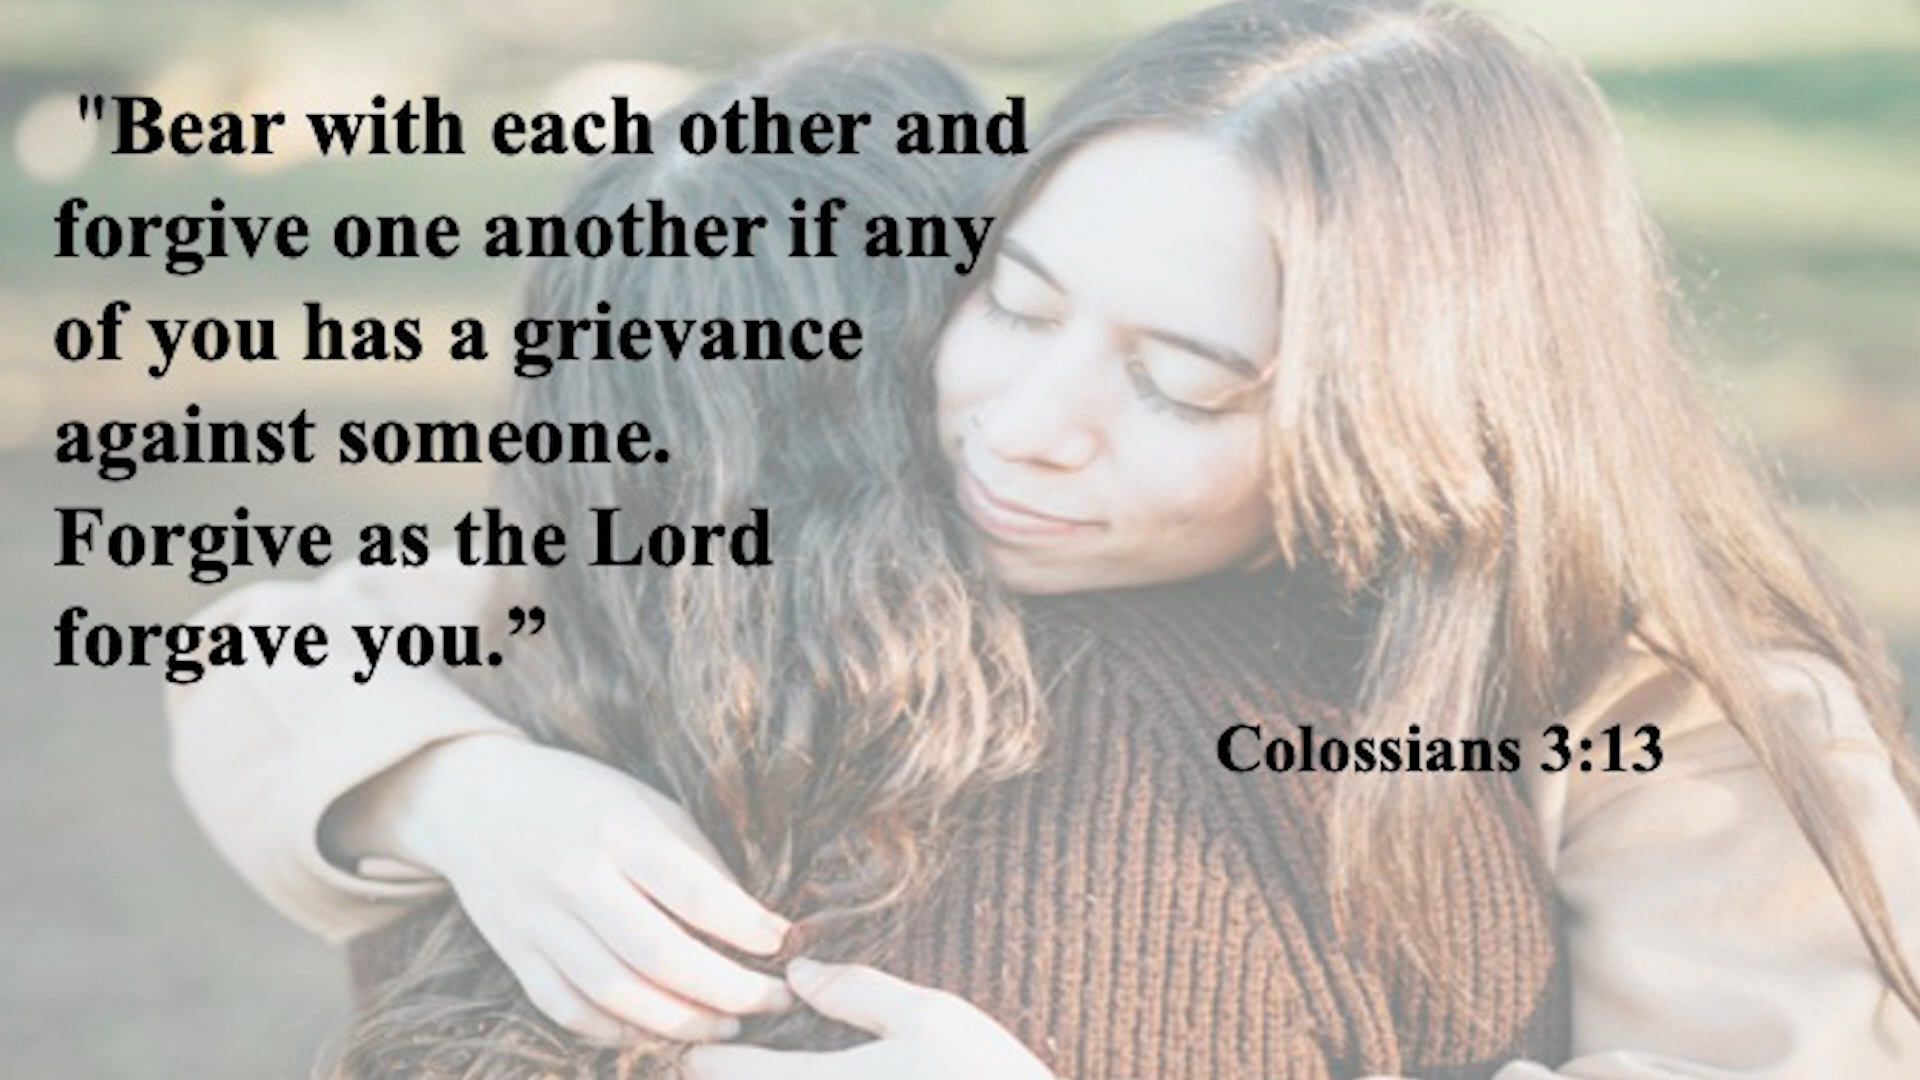 "Bear with each other and
forgive one another if any
of you has a grievance
against someone.
Forgive as the Lord
forgave you.”
Colossians 3:13